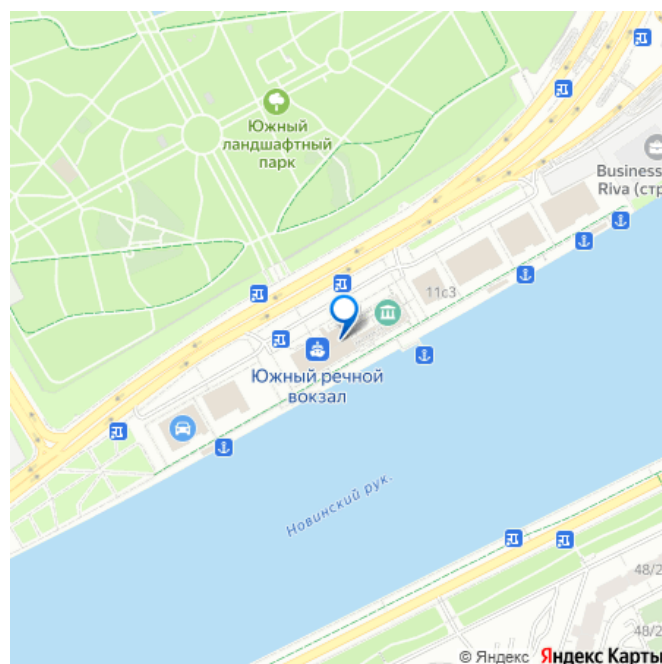 Южный
ландшафтный
парк
Business
Riva (стр
11с3
Южный речной
вокзал
Новинский рук.
48/2
48/2
© Яндекс Яндекс Карты